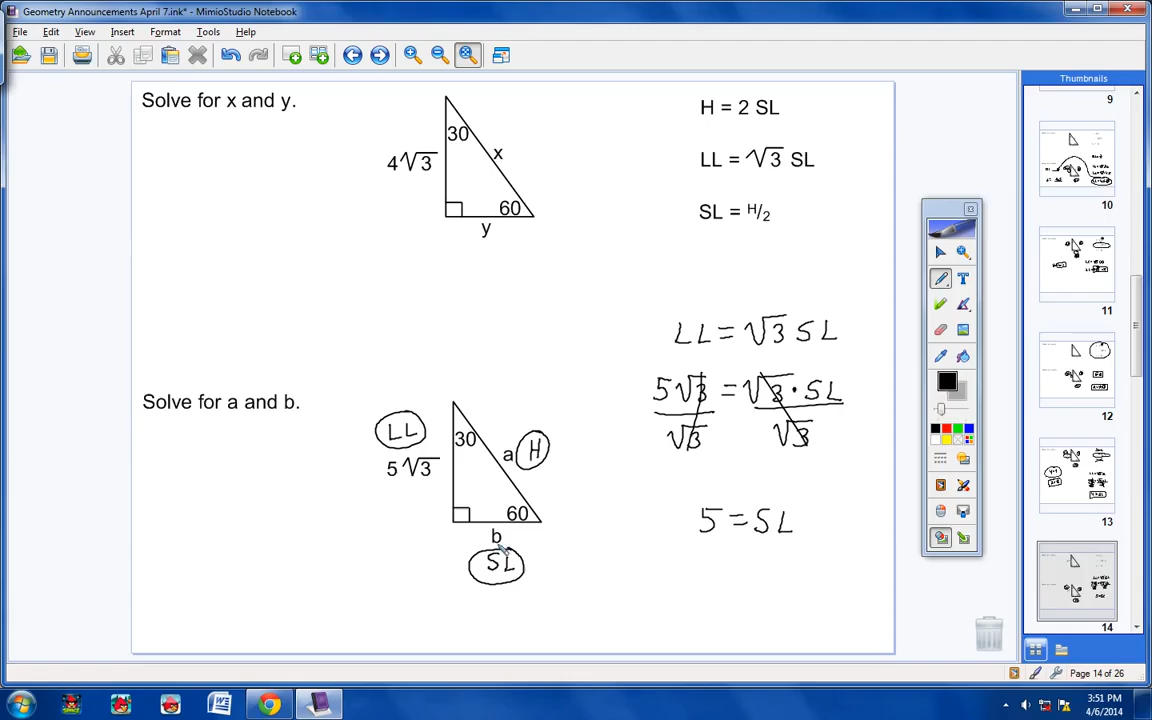 Geometry Announcements April 7.ink* - MimioStudio Notebook
File Edit View Insert Format Tools Help
Solve for x and y.
30
4√3
x
60
y
H = 2 SL
LL = √3 SL
SL = H/2
LL = √3 SL
5√3 = √3 · SL
√3 √3
5 = SL
Solve for a and b.
LL
30
5√3
a
H
60
b
SL
Thumbnails
9
10
11
12
13
14
T
Page 14 of 26
3:51 PM
4/6/2014